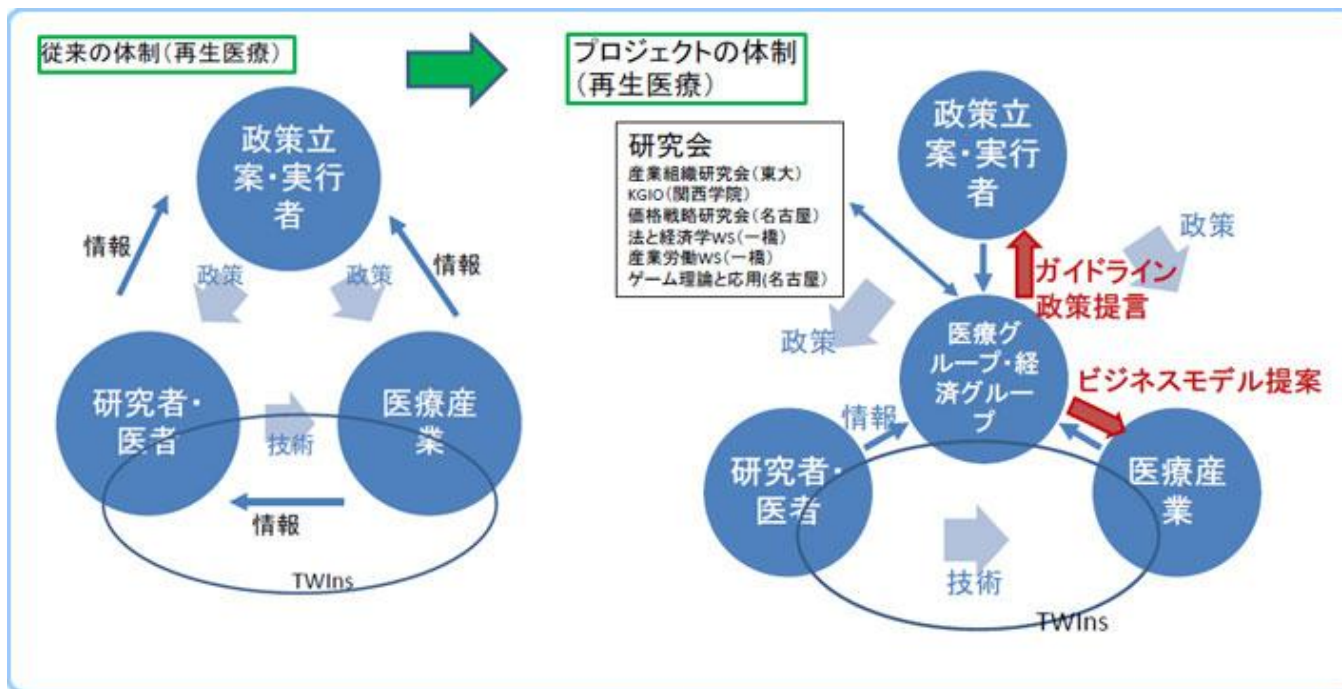 従来の体制(再生医療)
政策立
案・実行
者
情報
情報
政策
政策
研究者・
医者
技術
医療産
業
情報
TWIns
プロジェクトの体制
(再生医療)
研究会
産業組織研究会(東大)
KGIO(関西学院)
価格戦略研究会(名古屋)
法と経済学WS(一橋)
産業労働WS(一橋)
ゲーム理論と応用(名古屋)
政策立
案・実行
者
政策
ガイドライン
政策提言
政策
医療グ
ループ・経
済グルー
プ
ビジネスモデル提案
情報
研究者・
医者
医療産
業
技術
TWIns